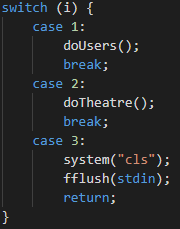 switch (i) {
    case 1:
        doUsers();
        break;
    case 2:
        doTheatre();
        break;
    case 3:
        system("cls");
        fflush(stdin);
        return;
}